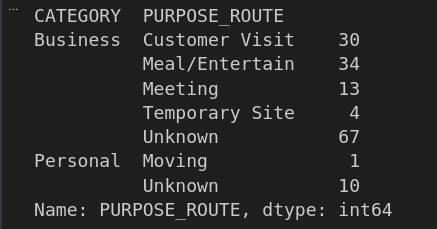 ...
CATEGORY  PURPOSE_ROUTE
Business  Customer Visit    30
          Meal/Entertain    34
          Meeting           13
          Temporary Site     4
          Unknown           67
Personal  Moving             1
          Unknown           10
Name: PURPOSE_ROUTE, dtype: int64